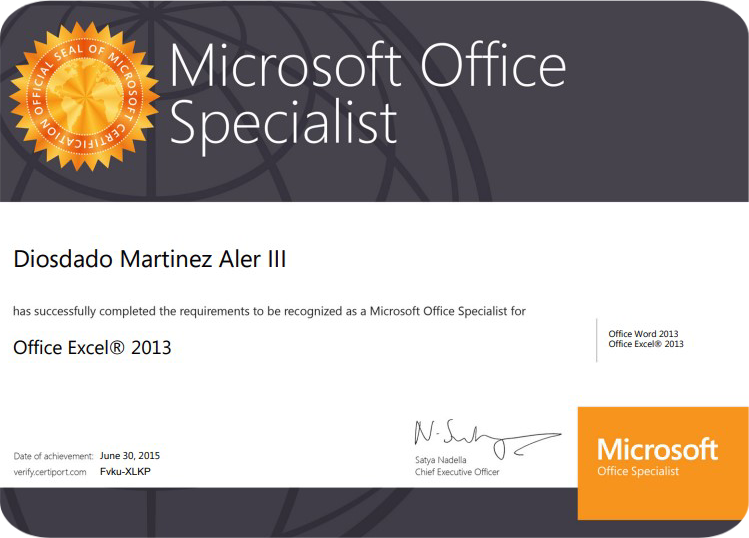 OFFICIAL SEAL OF MICROSOFT CERTIFICATION
Microsoft Office
Specialist
Diosdado Martinez Aler III
has successfully completed the requirements to be recognized as a Microsoft Office Specialist for
Office Excel® 2013
Office Word 2013
Office Excel® 2013
Date of achievement: June 30, 2015
verify.certiport.com Fvku-XLKP
Satya Nadella
Chief Executive Officer
Microsoft
Office Specialist